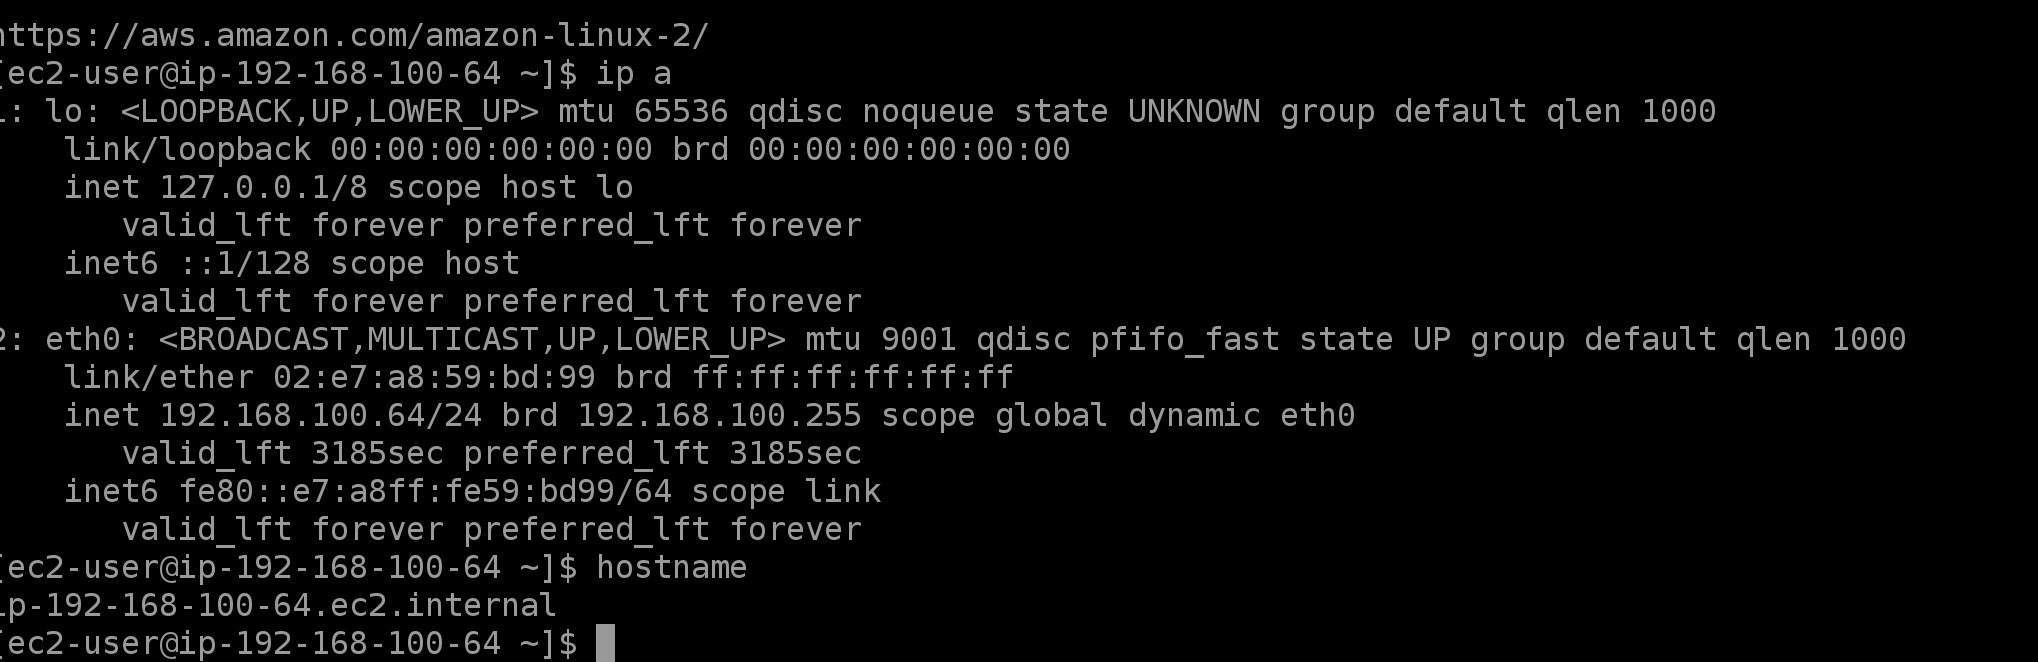 https://aws.amazon.com/amazon-linux-2/
[ec2-user@ip-192-168-100-64 ~]$ ip a
1: lo: <LOOPBACK,UP,LOWER_UP> mtu 65536 qdisc noqueue state UNKNOWN group default qlen 1000
    link/loopback 00:00:00:00:00:00 brd 00:00:00:00:00:00
    inet 127.0.0.1/8 scope host lo
       valid_lft forever preferred_lft forever
    inet6 ::1/128 scope host
       valid_lft forever preferred_lft forever
2: eth0: <BROADCAST,MULTICAST,UP,LOWER_UP> mtu 9001 qdisc pfifo_fast state UP group default qlen 1000
    link/ether 02:e7:a8:59:bd:99 brd ff:ff:ff:ff:ff:ff
    inet 192.168.100.64/24 brd 192.168.100.255 scope global dynamic eth0
       valid_lft 3185sec preferred_lft 3185sec
    inet6 fe80::e7:a8ff:fe59:bd99/64 scope link
       valid_lft forever preferred_lft forever
[ec2-user@ip-192-168-100-64 ~]$ hostname
ip-192-168-100-64.ec2.internal
[ec2-user@ip-192-168-100-64 ~]$